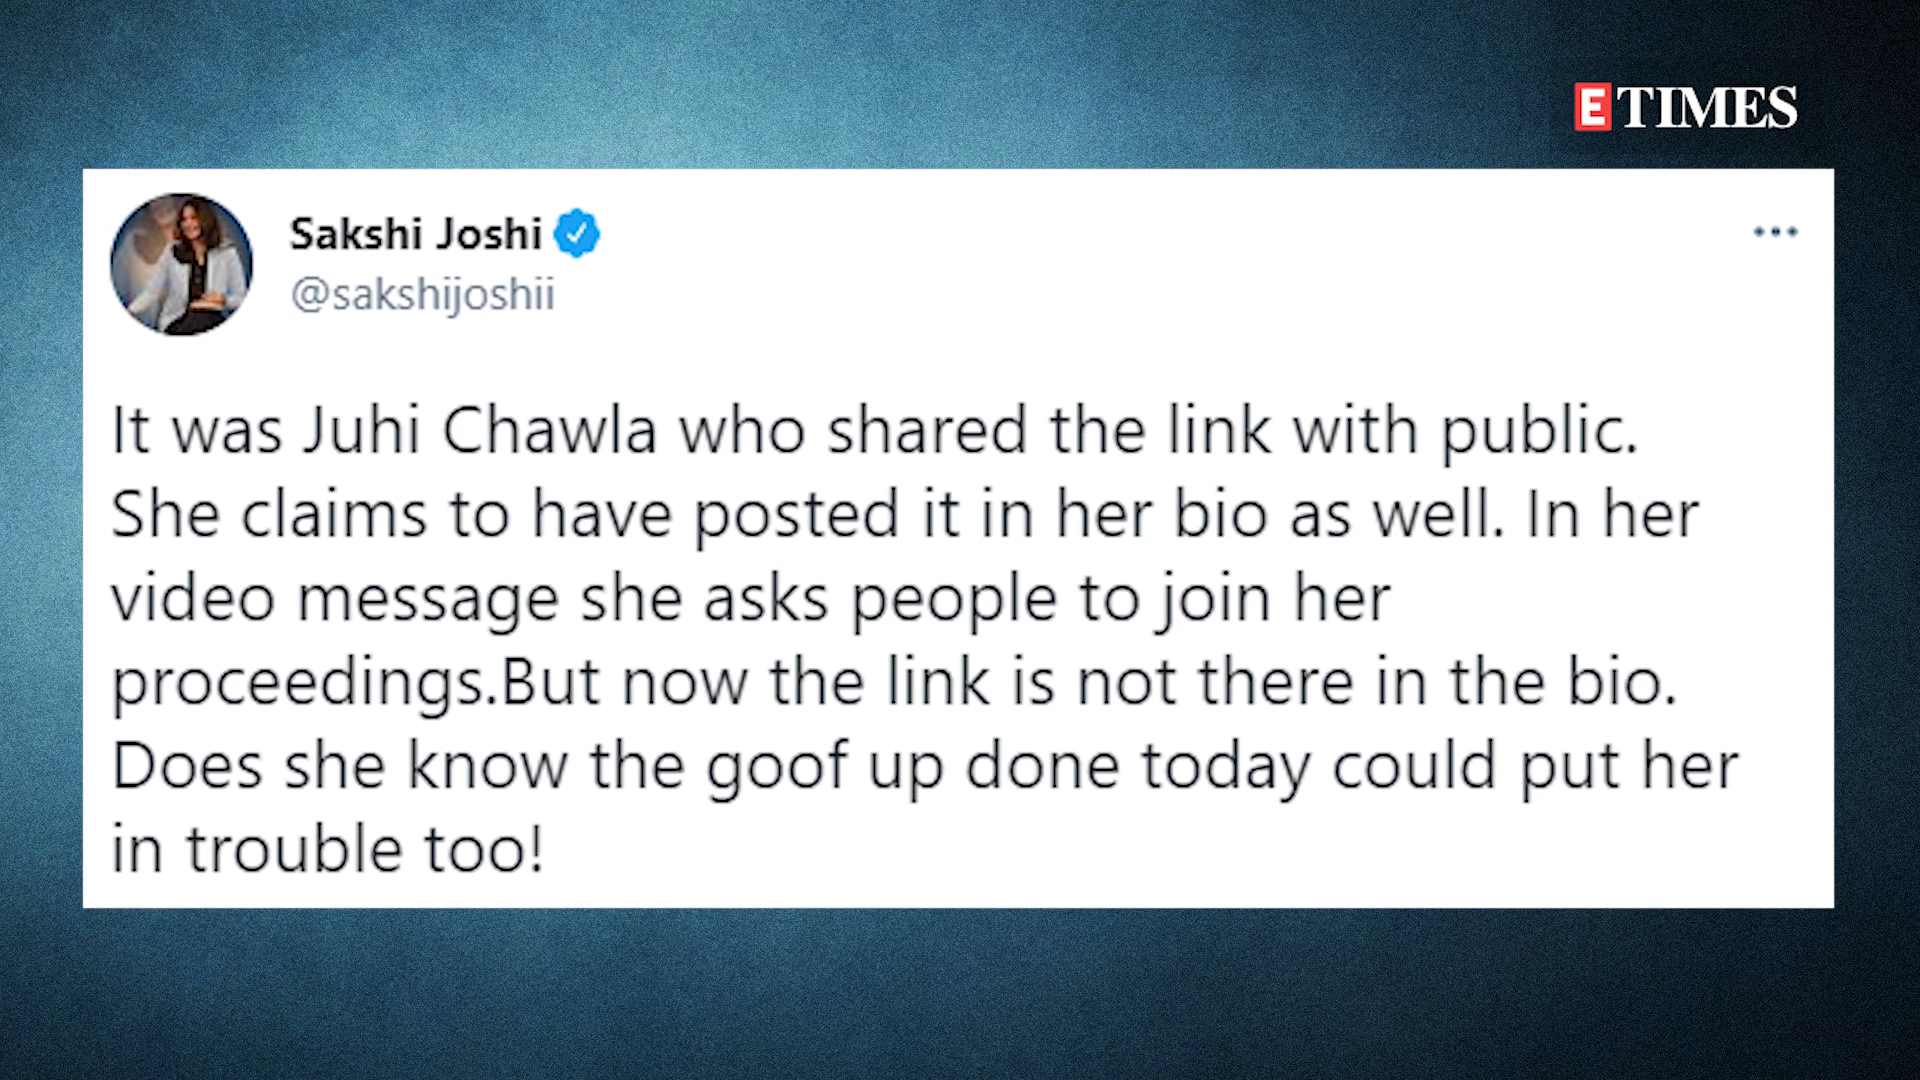 E TIMES
Sakshi Joshi
@sakshijoshii
It was Juhi Chawla who shared the link with public.
She claims to have posted it in her bio as well. In her
video message she asks people to join her
proceedings.But now the link is not there in the bio.
Does she know the goof up done today could put her
in trouble too!